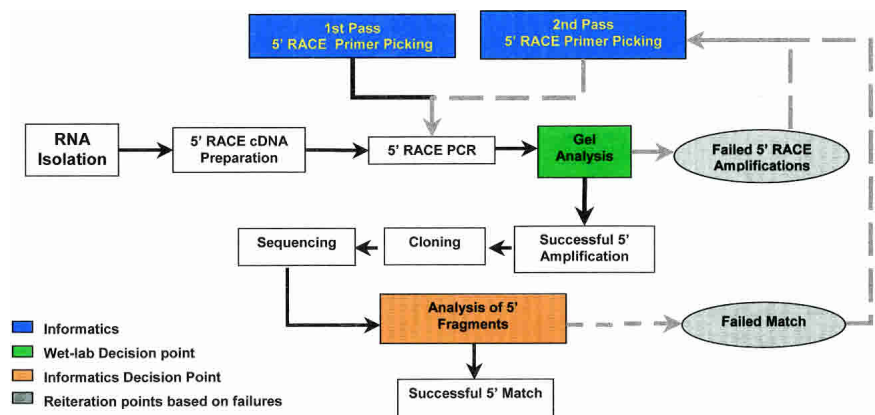 1st Pass
5' RACE Primer Picking
2nd Pass
5' RACE Primer Picking
RNA
Isolation
5' RACE cDNA
Preparation
5' RACE PCR
Gel
Analysis
Failed 5' RACE
Amplifications
Sequencing
Cloning
Successful 5'
Amplification
Analysis of 5'
Fragments
Failed Match
Successful 5' Match
Informatics
Wet-lab Decision point
Informatics Decision Point
Reiteration points based on failures